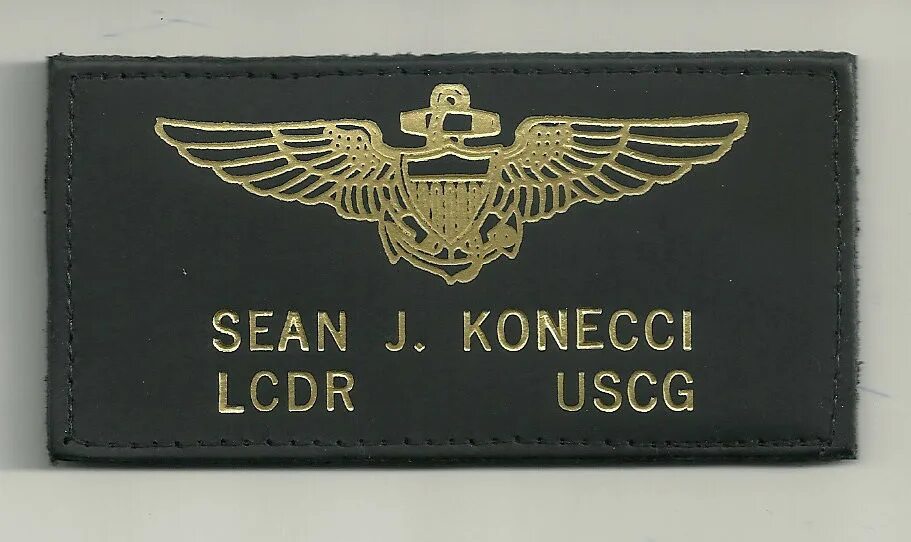 SEAN J. KONECCI
LCDR USCG